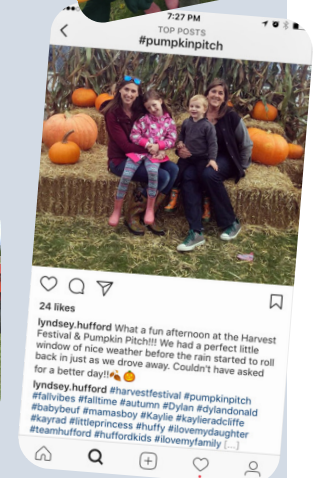 7:27 PM
TOP POSTS
#pumpkinpitch
24 likes
lyndsey.hufford What a fun afternoon at the Harvest
Festival & Pumpkin Pitch!!! We had a perfect little
window of nice weather before the rain started to roll
back in just as we drove away. Couldn't have asked
for a better day!!🍂 🎃
lyndsey.hufford #harvestfestival #pumpkinpitch
#fallvibes #falltime #autumn #Dylan #dylandonald
#babybeuf #mamasboy #Kaylie #kaylieradcliffe
#kayrad #littleprincess #huffy #ilovemydaughter
#teamhufford #huffordkids #ilovemyfamily [...]